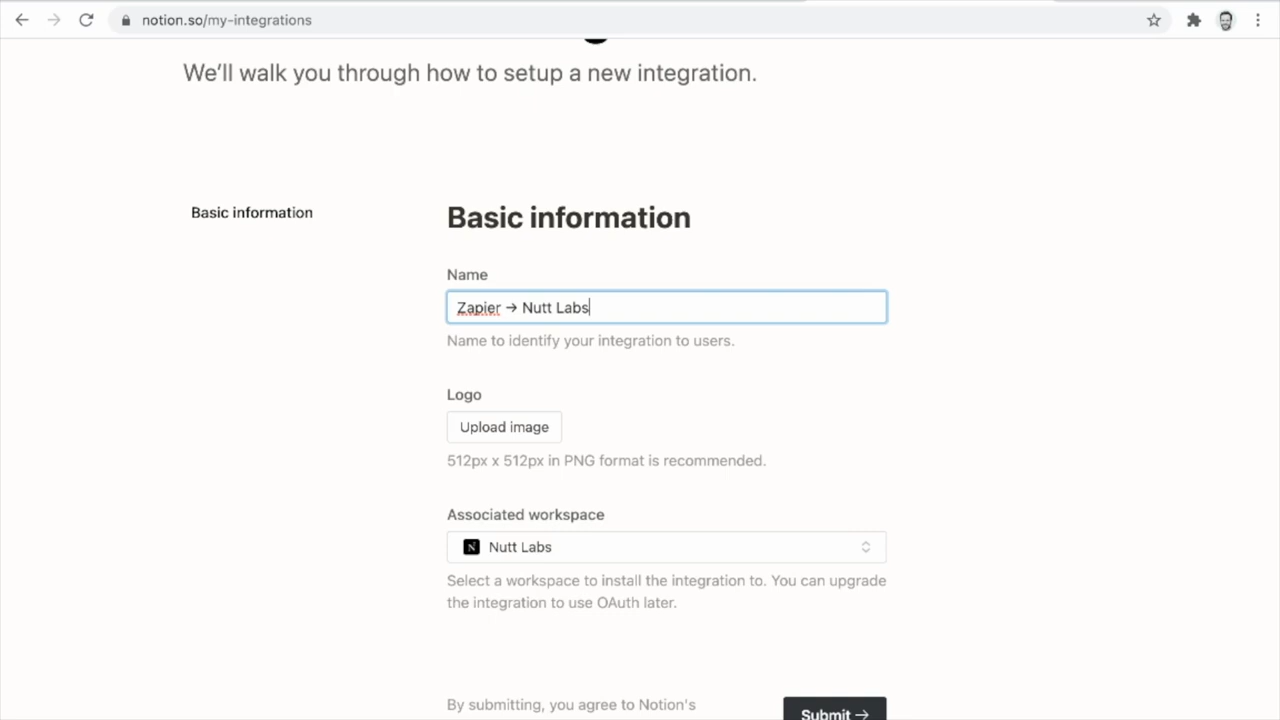 notion.so/my-integrations
We’ll walk you through how to setup a new integration.
Basic information
Basic information
Name
Zapier → Nutt Labs
Name to identify your integration to users.
Logo
Upload image
512px x 512px in PNG format is recommended.
Associated workspace
N Nutt Labs
Select a workspace to install the integration to. You can upgrade
the integration to use OAuth later.
By submitting, you agree to Notion's
Submit →